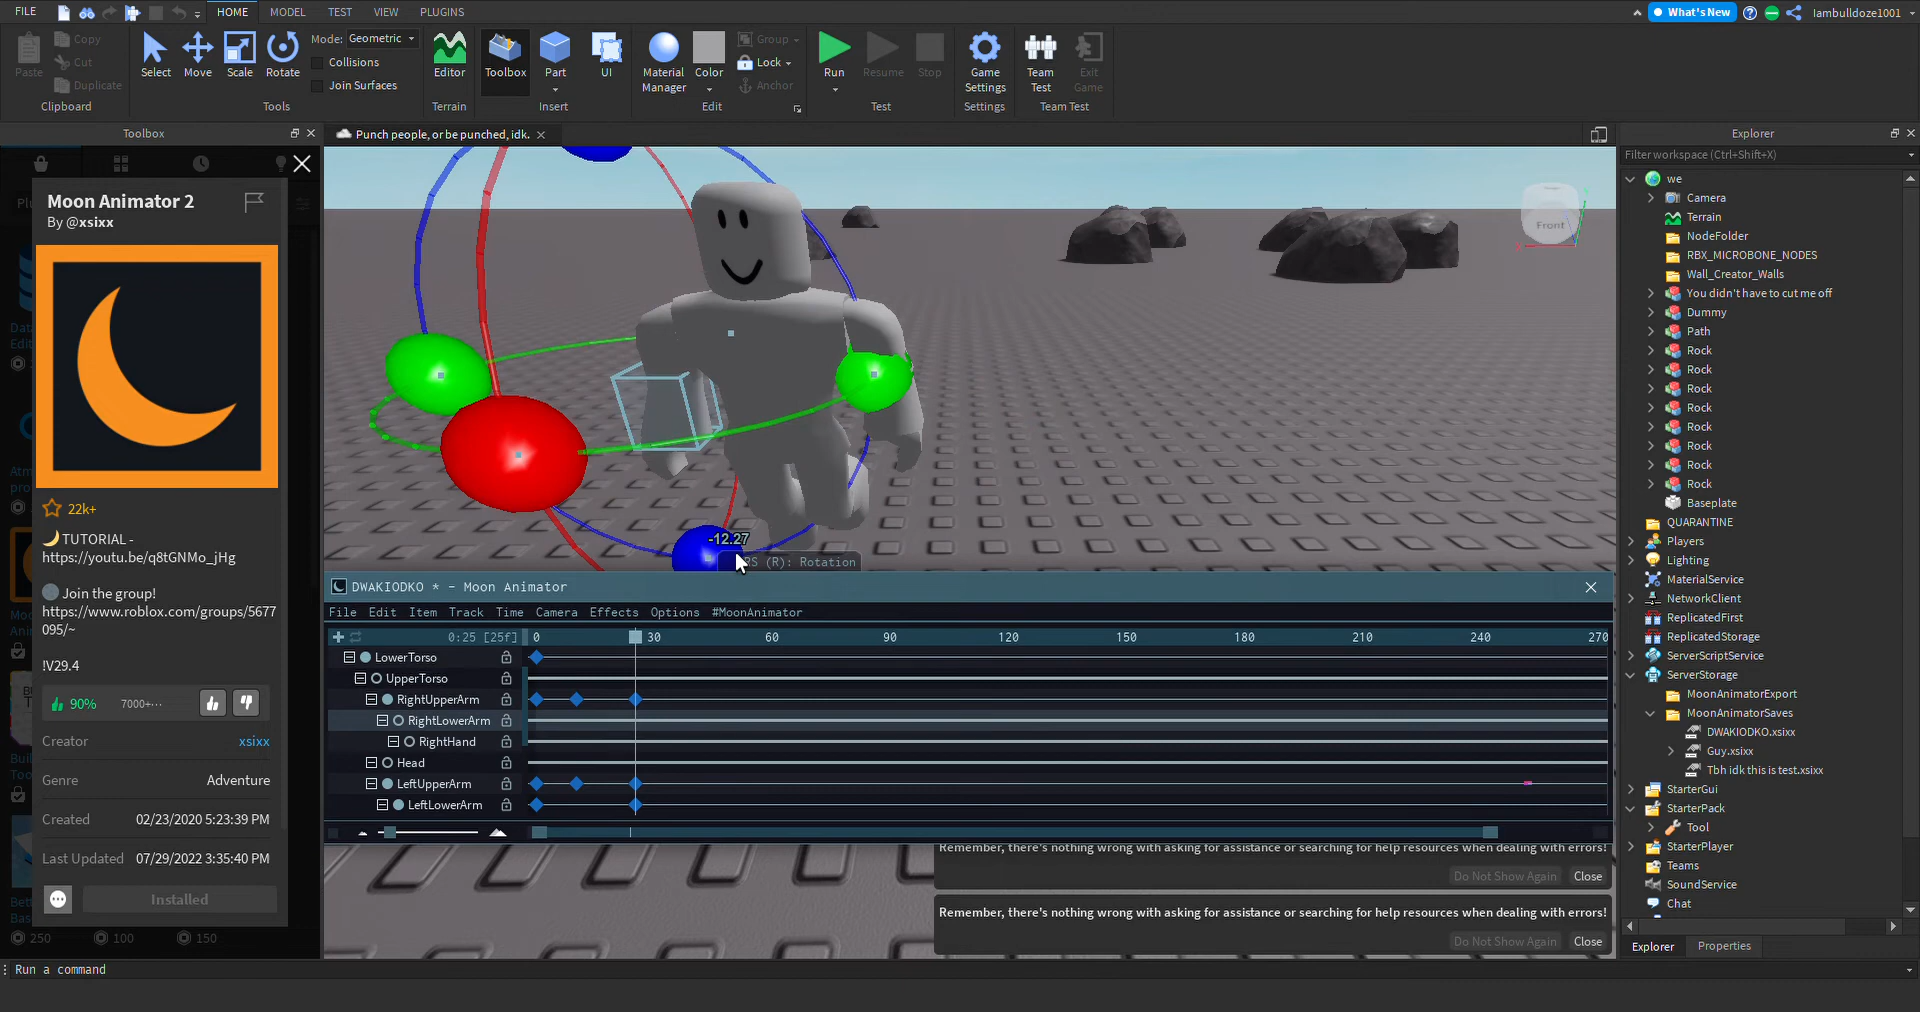 FILE
HOME
MODEL
TEST
VIEW
PLUGINS
What's New
Iambulldoze1001
Paste
Copy
Cut
Duplicate
Clipboard
Select
Move
Scale
Rotate
Mode: Geometric
Collisions
Join Surfaces
Tools
Editor
Terrain
Toolbox
Part
UI
Insert
Material
Manager
Color
Group
Lock
Anchor
Edit
Run
Resume
Stop
Test
Game
Settings
Settings
Team
Test
Exit
Game
Team Test
Toolbox
Moon Animator 2
By @xsixx
22k+
TUTORIAL -
https://youtu.be/q8tGNMo_jHg
Join the group!
https://www.roblox.com/groups/5677
095/~
!V29.4
90%
7000+...
Creator
xsixx
Genre
Adventure
Created
02/23/2020 5:23:39 PM
Last Updated
07/29/2022 3:35:40 PM
Installed
250
100
150
Punch people, or be punched, idk.
Front
-12.27
(R): Rotation
DWAKIODKO * - Moon Animator
File
Edit
Item
Track
Time
Camera
Effects
Options
#MoonAnimator
0:25 [25f]
0
30
60
90
120
150
180
210
240
270
LowerTorso
UpperTorso
RightUpperArm
RightLowerArm
RightHand
Head
LeftUpperArm
LeftLowerArm
Remember, there's nothing wrong with asking for assistance or searching for help resources when dealing with errors!
Do Not Show Again
Close
Remember, there's nothing wrong with asking for assistance or searching for help resources when dealing with errors!
Do Not Show Again
Close
Explorer
Filter workspace (Ctrl+Shift+X)
we
Camera
Terrain
NodeFolder
RBX_MICROBONE_NODES
Wall_Creator_Walls
You didn't have to cut me off
Dummy
Path
Rock
Rock
Rock
Rock
Rock
Rock
Rock
Rock
Baseplate
QUARANTINE
Players
Lighting
MaterialService
NetworkClient
ReplicatedFirst
ReplicatedStorage
ServerScriptService
ServerStorage
MoonAnimatorExport
MoonAnimatorSaves
DWAKIODKO.xsixx
Guy.xsixx
Tbh idk this is test.xsixx
StarterGui
StarterPack
Tool
StarterPlayer
Teams
SoundService
Chat
Explorer
Properties
Run a command